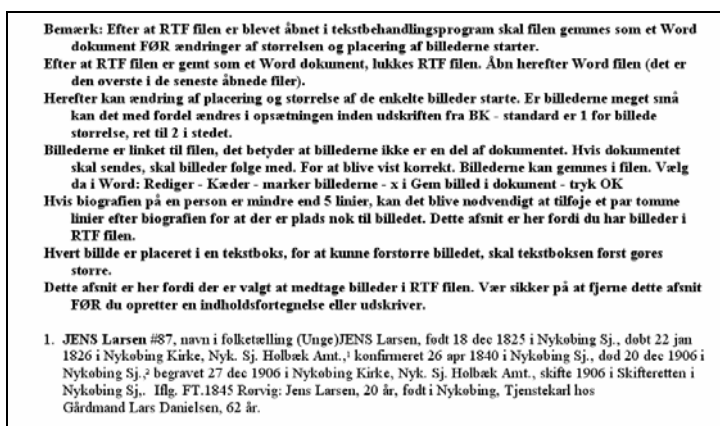 Bemærk: Efter at RTF filen er blevet åbnet i tekstbehandlingsprogram skal filen gemmes som et Word
dokument FØR ændringer af størrelsen og placering af billederne starter.
Efter at RTF filen er gemt som et Word dokument, lukkes RTF filen. Åbn herefter Word filen (det er
den øverste i de seneste åbnede filer).
Herefter kan ændring af placering og størrelse af de enkelte billeder starte. Er billederne meget små
kan det med fordel ændres i opsætningen inden udskriften fra BK - standard er 1 for billede
størrelse, ret til 2 i stedet.
Billederne er linket til filen, det betyder at billederne ikke er en del af dokumentet. Hvis dokumentet
skal sendes, skal billeder følge med. For at blive vist korrekt. Billederne kan gemmes i filen. Vælg
da i Word: Rediger - Kæder - marker billederne - x i Gem billed i dokument - tryk OK
Hvis biografien på en person er mindre end 5 linier, kan det blive nødvendigt at tilføje et par tomme
linier efter biografien for at der er plads nok til billedet. Dette afsnit er her fordi du har billeder i
RTF filen.
Hvert billde er placeret i en tekstboks, for at kunne forstørre billedet, skal tekstboksen først gøres
større.
Dette afsnit er her fordi der er valgt at medtage billeder i RTF filen. Vær sikker på at fjerne dette afsnit
FØR du opretter en indholdsfortegnelse eller udskriver.
1. JENS Larsen #87, navn i folketælling (Unge)JENS Larsen, født 18 dec 1825 i Nykøbing Sj., døbt 22 jan
1826 i Nykøbing Kirke, Nyk. Sj. Holbæk Amt.,¹ konfirmeret 26 apr 1840 i Nykøbing Sj., død 20 dec 1906 i
Nykøbing Sj.,² begravet 27 dec 1906 i Nykøbing Kirke, Nyk. Sj. Holbæk Amt., skifte 1906 i Skifteretten i
Nykøbing Sj,. Iflg. FT.1845 Rørvig: Jens Larsen, 20 år, født i Nykøbing, Tjenstekarl hos
Gårdmand Lars Danielsen, 62 år.